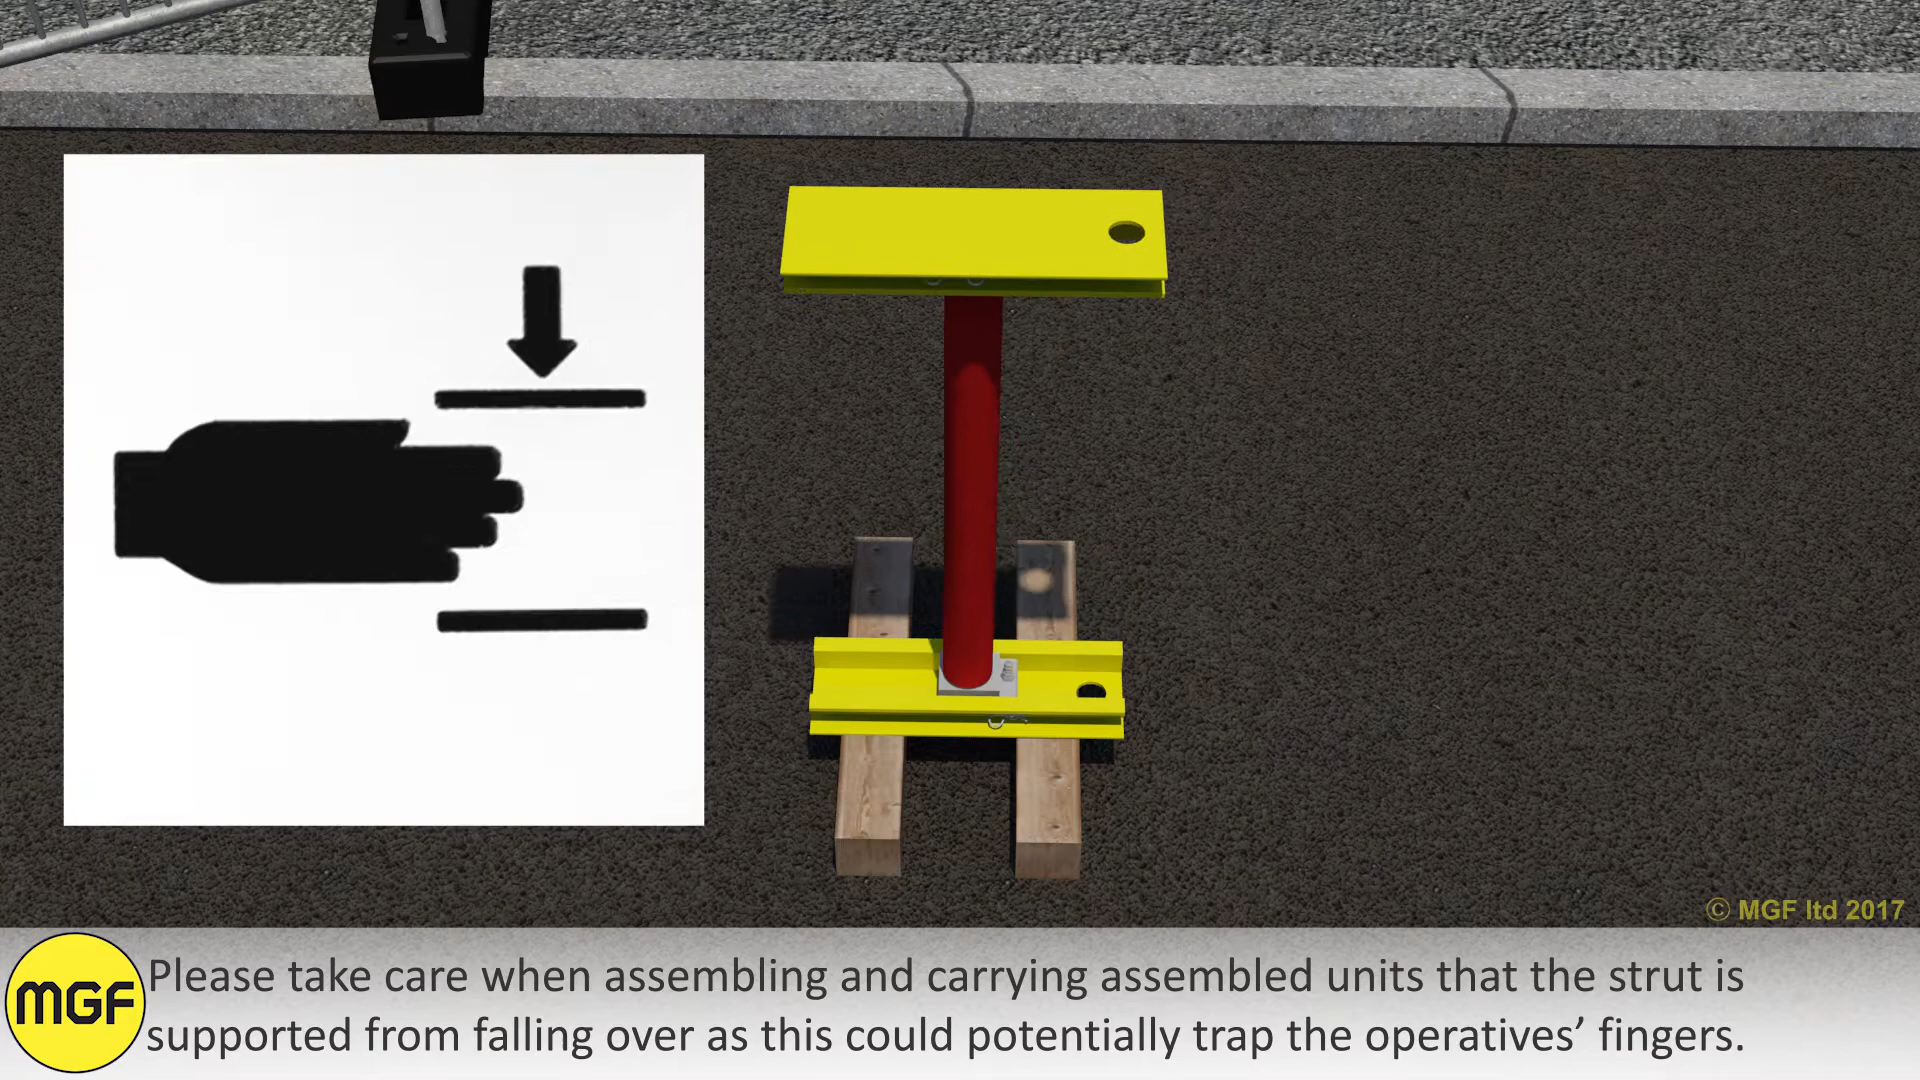 © MGF ltd 2017
MGF
Please take care when assembling and carrying assembled units that the strut is
supported from falling over as this could potentially trap the operatives’ fingers.